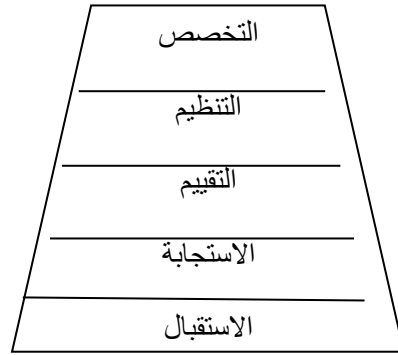 التخصص
التنظيم
التقييم
الاستجابة
الاستقبال